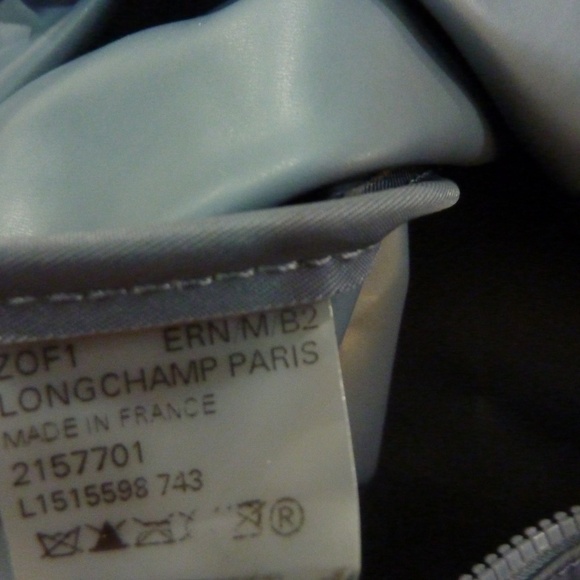 ZOF1 ERN/M/B2
LONGCHAMP PARIS
MADE IN FRANCE
2157701
L1515598 743
®